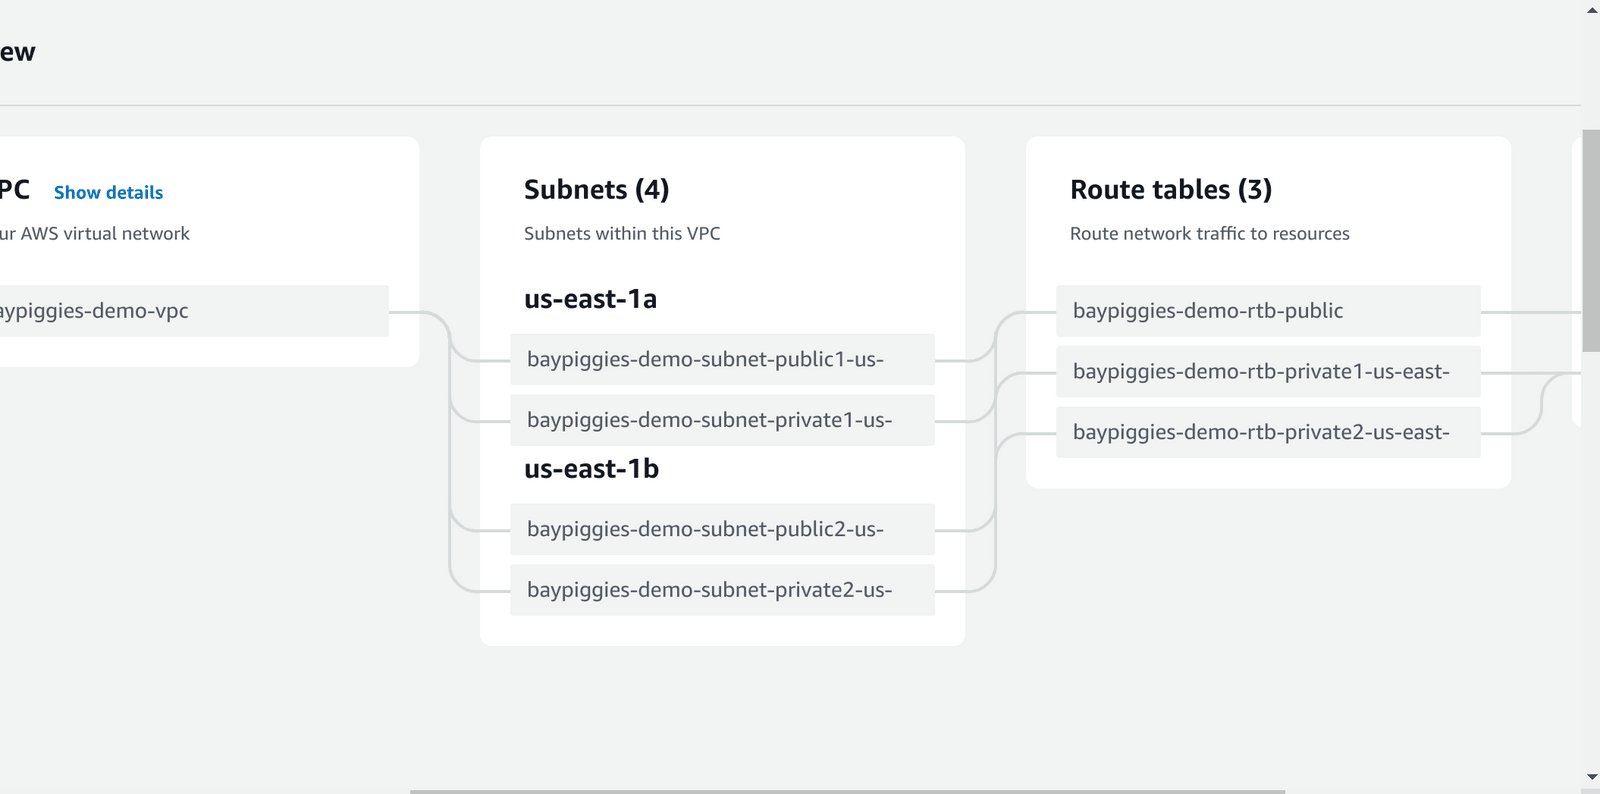 ew
PC Show details
ur AWS virtual network
aypiggies-demo-vpc
Subnets (4)
Subnets within this VPC
us-east-1a
baypiggies-demo-subnet-public1-us-
baypiggies-demo-subnet-private1-us-
us-east-1b
baypiggies-demo-subnet-public2-us-
baypiggies-demo-subnet-private2-us-
Route tables (3)
Route network traffic to resources
baypiggies-demo-rtb-public
baypiggies-demo-rtb-private1-us-east-
baypiggies-demo-rtb-private2-us-east-